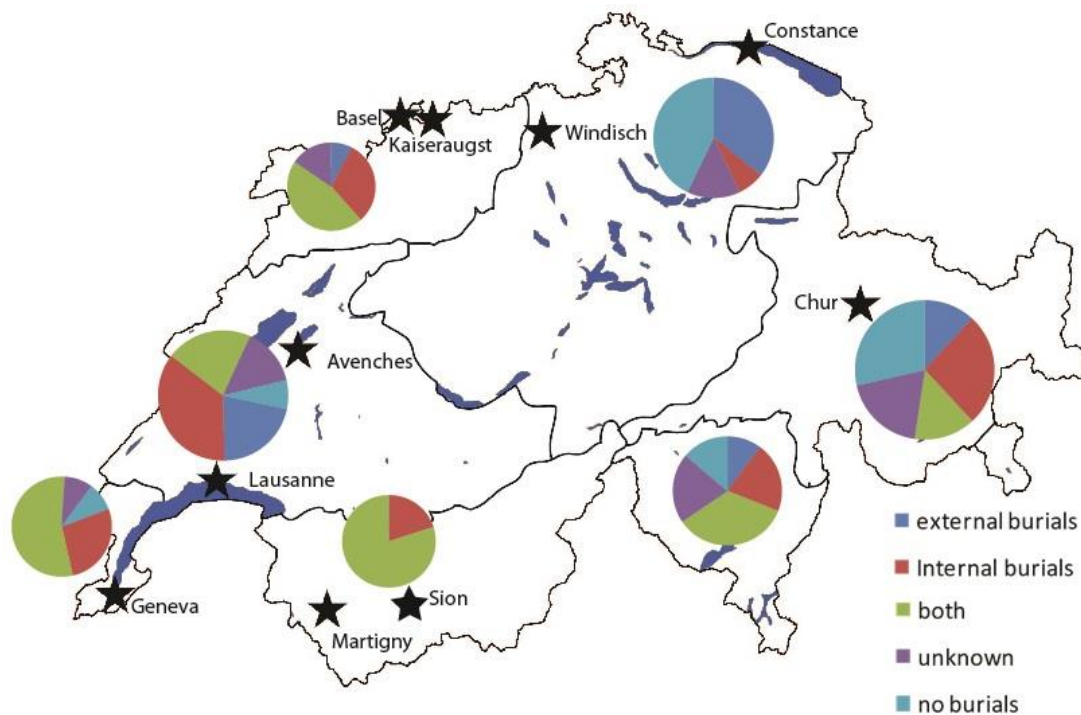 Constance
Basel
Kaiseraugst
Windisch
Chur
Avenches
Lausanne
Geneva
Sion
Martigny
external burials
Internal burials
both
unknown
no burials